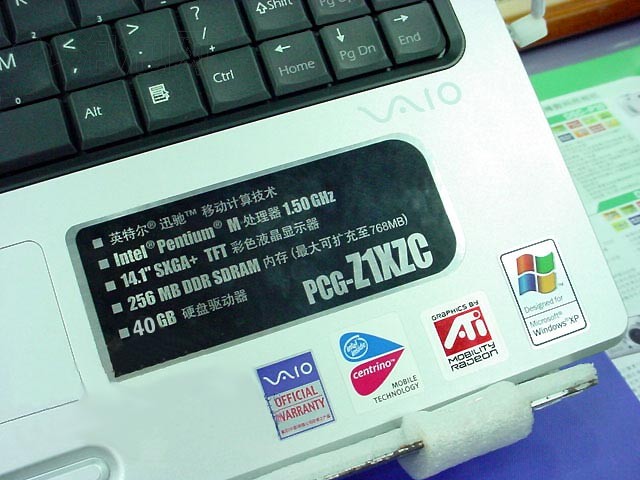 K
Shift
PgUp
M
<
,
>
.
?
/
+
Alt
Ctrl
←
Home
↓
Pg Dn
→
End
VAIO
■ 英特尔® 迅驰™ 移动计算技术
■ Intel® Pentium® M 处理器 1.50 GHz
■ 14.1" SXGA+ TFT 彩色液晶显示器
■ 256 MB DDR SDRAM 内存 (最大可扩充至768MB)
■ 40 GB 硬盘驱动器
PCG-Z1XZC
VAIO
OFFICIAL
WARRANTY
intel inside
centrino™
MOBILE
TECHNOLOGY
GRAPHICS BY
ATi
MOBILITY
RADEON
Designed for
Microsoft®
Windows® XP